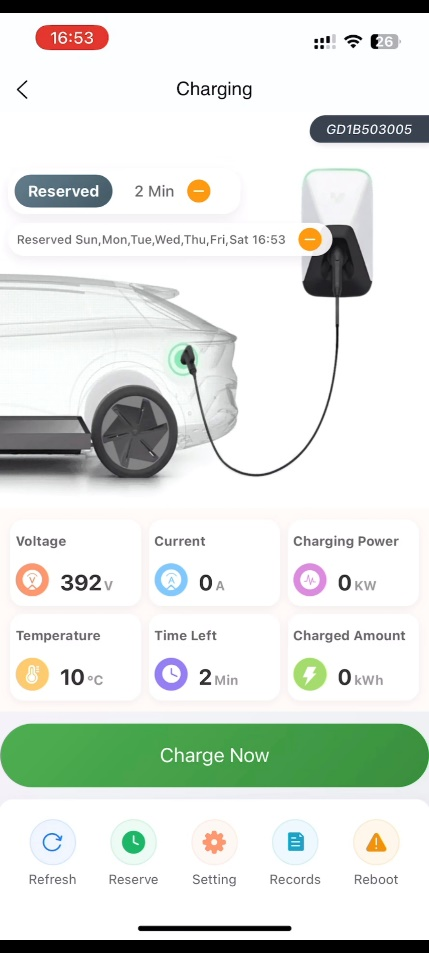 16:53
26
Charging
GD1B503005
Reserved 2 Min
Reserved Sun,Mon,Tue,Wed,Thu,Fri,Sat 16:53
Voltage Current Charging Power
392 V 0 A 0 KW
Temperature Time Left Charged Amount
10 °C 2 Min 0 kWh
Charge Now
Refresh Reserve Setting Records Reboot